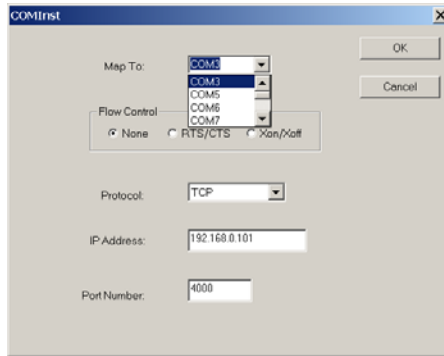 COMInst
OK
Map To: COM3
COM3
Cancel
COM5
COM6
COM7
Flow Control
None RTS/CTS Xon/Xoff
Protocol: TCP
IP Address: 192.168.0.101
Port Number: 4000